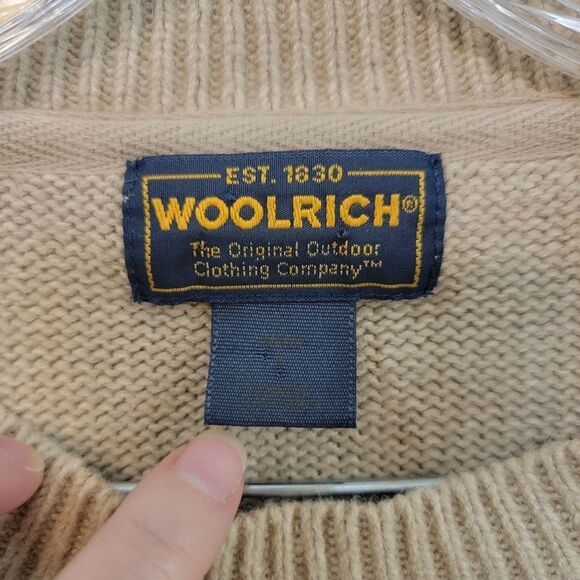 EST. 1830
WOOLRICH®
The Original Outdoor
Clothing Company™